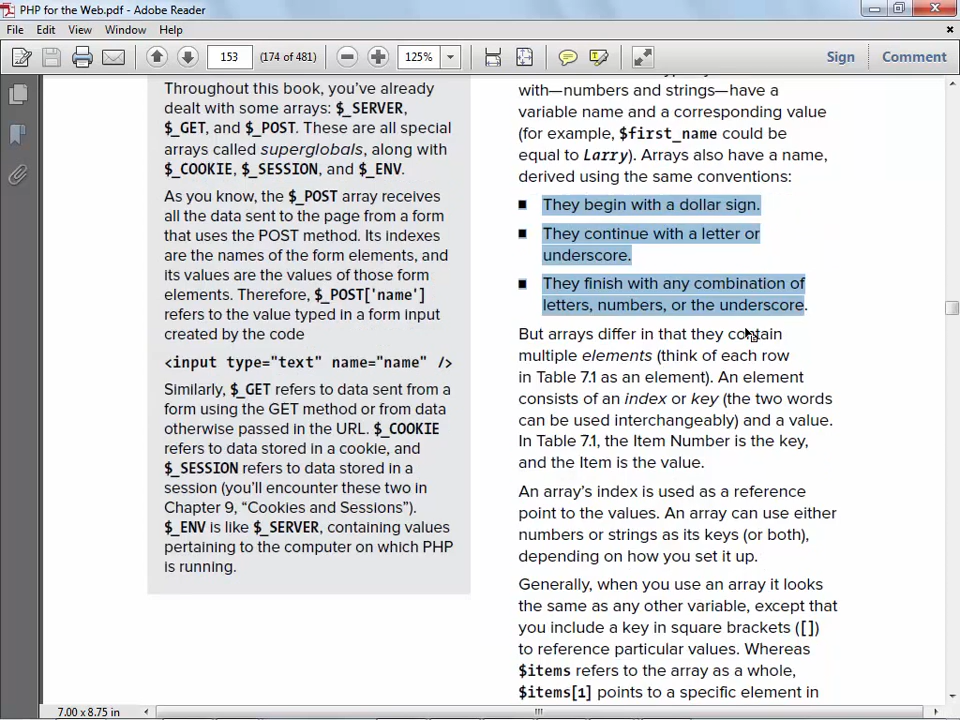 PHP for the Web.pdf - Adobe Reader
File Edit View Window Help
153 (174 of 481) 125% Sign Comment
Throughout this book, you've already
dealt with some arrays: $_SERVER,
$_GET, and $_POST. These are all special
arrays called superglobals, along with
$_COOKIE, $_SESSION, and $_ENV.
As you know, the $_POST array receives
all the data sent to the page from a form
that uses the POST method. Its indexes
are the names of the form elements, and
its values are the values of those form
elements. Therefore, $_POST['name']
refers to the value typed in a form input
created by the code
<input type="text" name="name" />
Similarly, $_GET refers to data sent from a
form using the GET method or from data
otherwise passed in the URL. $_COOKIE
refers to data stored in a cookie, and
$_SESSION refers to data stored in a
session (you'll encounter these two in
Chapter 9, “Cookies and Sessions”).
$_ENV is like $_SERVER, containing values
pertaining to the computer on which PHP
is running.
with—numbers and strings—have a
variable name and a corresponding value
(for example, $first_name could be
equal to Larry). Arrays also have a name,
derived using the same conventions:
■ They begin with a dollar sign.
■ They continue with a letter or
underscore.
■ They finish with any combination of
letters, numbers, or the underscore.
But arrays differ in that they contain
multiple elements (think of each row
in Table 7.1 as an element). An element
consists of an index or key (the two words
can be used interchangeably) and a value.
In Table 7.1, the Item Number is the key,
and the Item is the value.
An array's index is used as a reference
point to the values. An array can use either
numbers or strings as its keys (or both),
depending on how you set it up.
Generally, when you use an array it looks
the same as any other variable, except that
you include a key in square brackets ([])
to reference particular values. Whereas
$items refers to the array as a whole,
$items[1] points to a specific element in
7.00 x 8.75 in